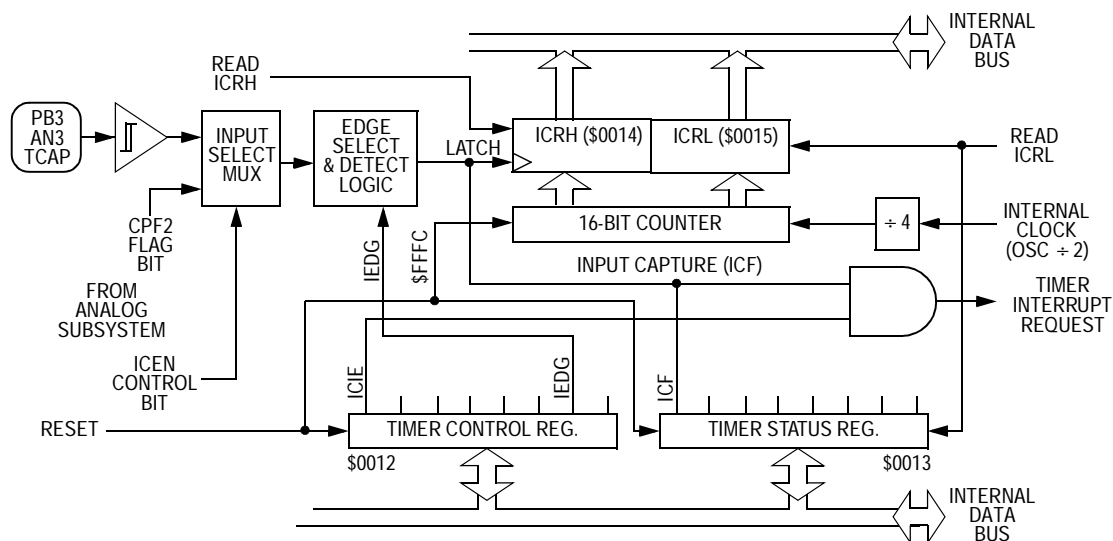 INTERNAL
DATA
BUS
READ
ICRH
PB3
AN3
TCAP
INPUT
SELECT
MUX
EDGE
SELECT
& DETECT
LOGIC
LATCH
ICRH ($0014)
ICRL ($0015)
READ
ICRL
16-BIT COUNTER
÷ 4
INTERNAL
CLOCK
(OSC ÷ 2)
CPF2
FLAG
BIT
IEDG
$FFFC
INPUT CAPTURE (ICF)
FROM
ANALOG
SUBSYSTEM
TIMER
INTERRUPT
REQUEST
ICEN
CONTROL
BIT
ICIE
IEDG
ICF
RESET
TIMER CONTROL REG.
TIMER STATUS REG.
$0012
$0013
INTERNAL
DATA
BUS